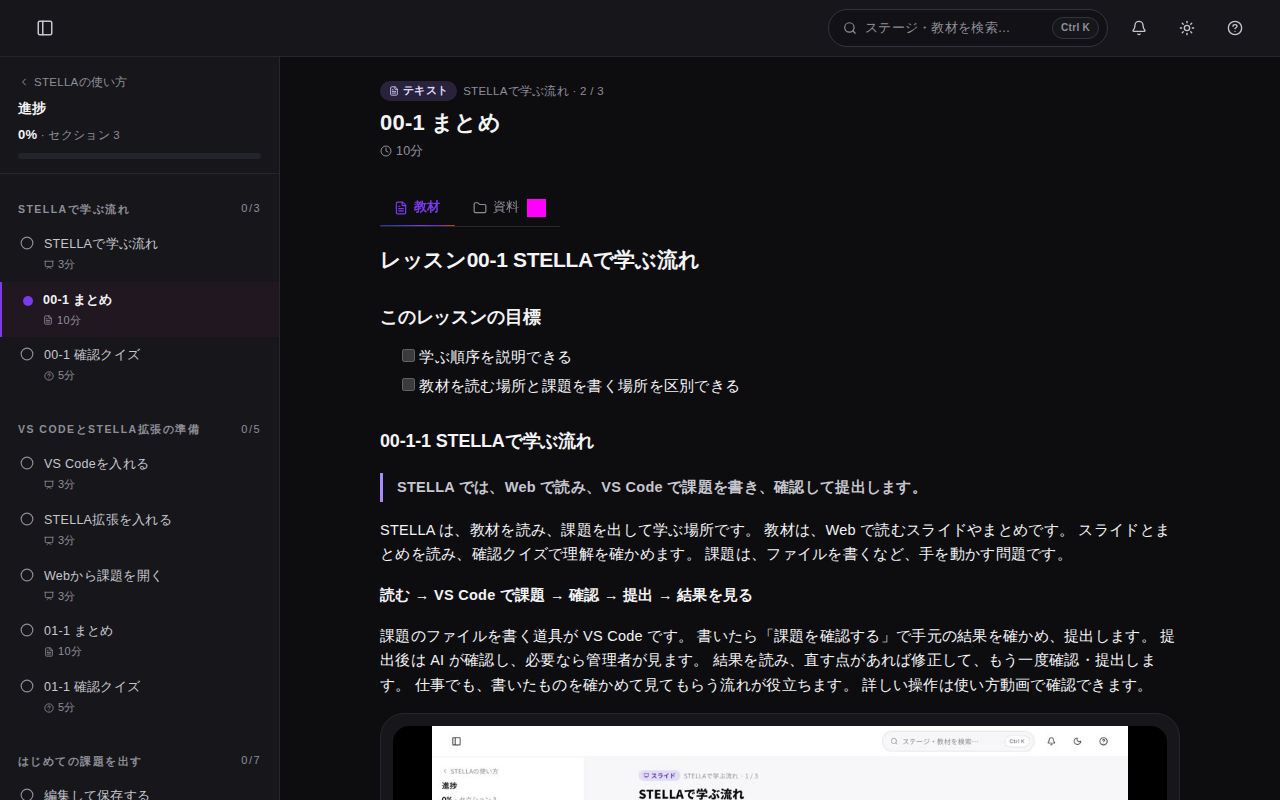 ステージ・教材を検索... Ctrl K
STELLAの使い方
進捗
0% · セクション 3
STELLAで学ぶ流れ 0/3
STELLAで学ぶ流れ
3分
00-1 まとめ
10分
00-1 確認クイズ
5分
VS CODEとSTELLA拡張の準備 0/5
VS Codeを入れる
3分
STELLA拡張を入れる
3分
Webから課題を開く
3分
01-1 まとめ
10分
01-1 確認クイズ
5分
はじめての課題を出す 0/7
編集して保存する
テキスト STELLAで学ぶ流れ · 2 / 3
00-1 まとめ
10分
教材 資料
レッスン00-1 STELLAで学ぶ流れ
このレッスンの目標
学ぶ順序を説明できる
教材を読む場所と課題を書く場所を区別できる
00-1-1 STELLAで学ぶ流れ
STELLA では、Web で読み、VS Code で課題を書き、確認して提出します。
STELLA は、教材を読み、課題を出して学ぶ場所です。 教材は、Web で読むスライドやまとめです。 スライドとま
とめを読み、確認クイズで理解を確かめます。 課題は、ファイルを書くなど、手を動かす問題です。
読む → VS Code で課題 → 確認 → 提出 → 結果を見る
課題のファイルを書く道具が VS Code です。 書いたら「課題を確認する」で手元の結果を確かめ、提出します。 提
出後は AI が確認し、必要なら管理者が見ます。 結果を読み、直す点があれば修正して、もう一度確認・提出しま
す。 仕事でも、書いたものを確かめて見てもらう流れが役立ちます。 詳しい操作は使い方動画で確認できます。
ステージ・教材を検索… Ctrl K
STELLAの使い方
進捗
0% · セクション 3
スライド STELLAで学ぶ流れ · 1 / 3
STELLAで学ぶ流れ